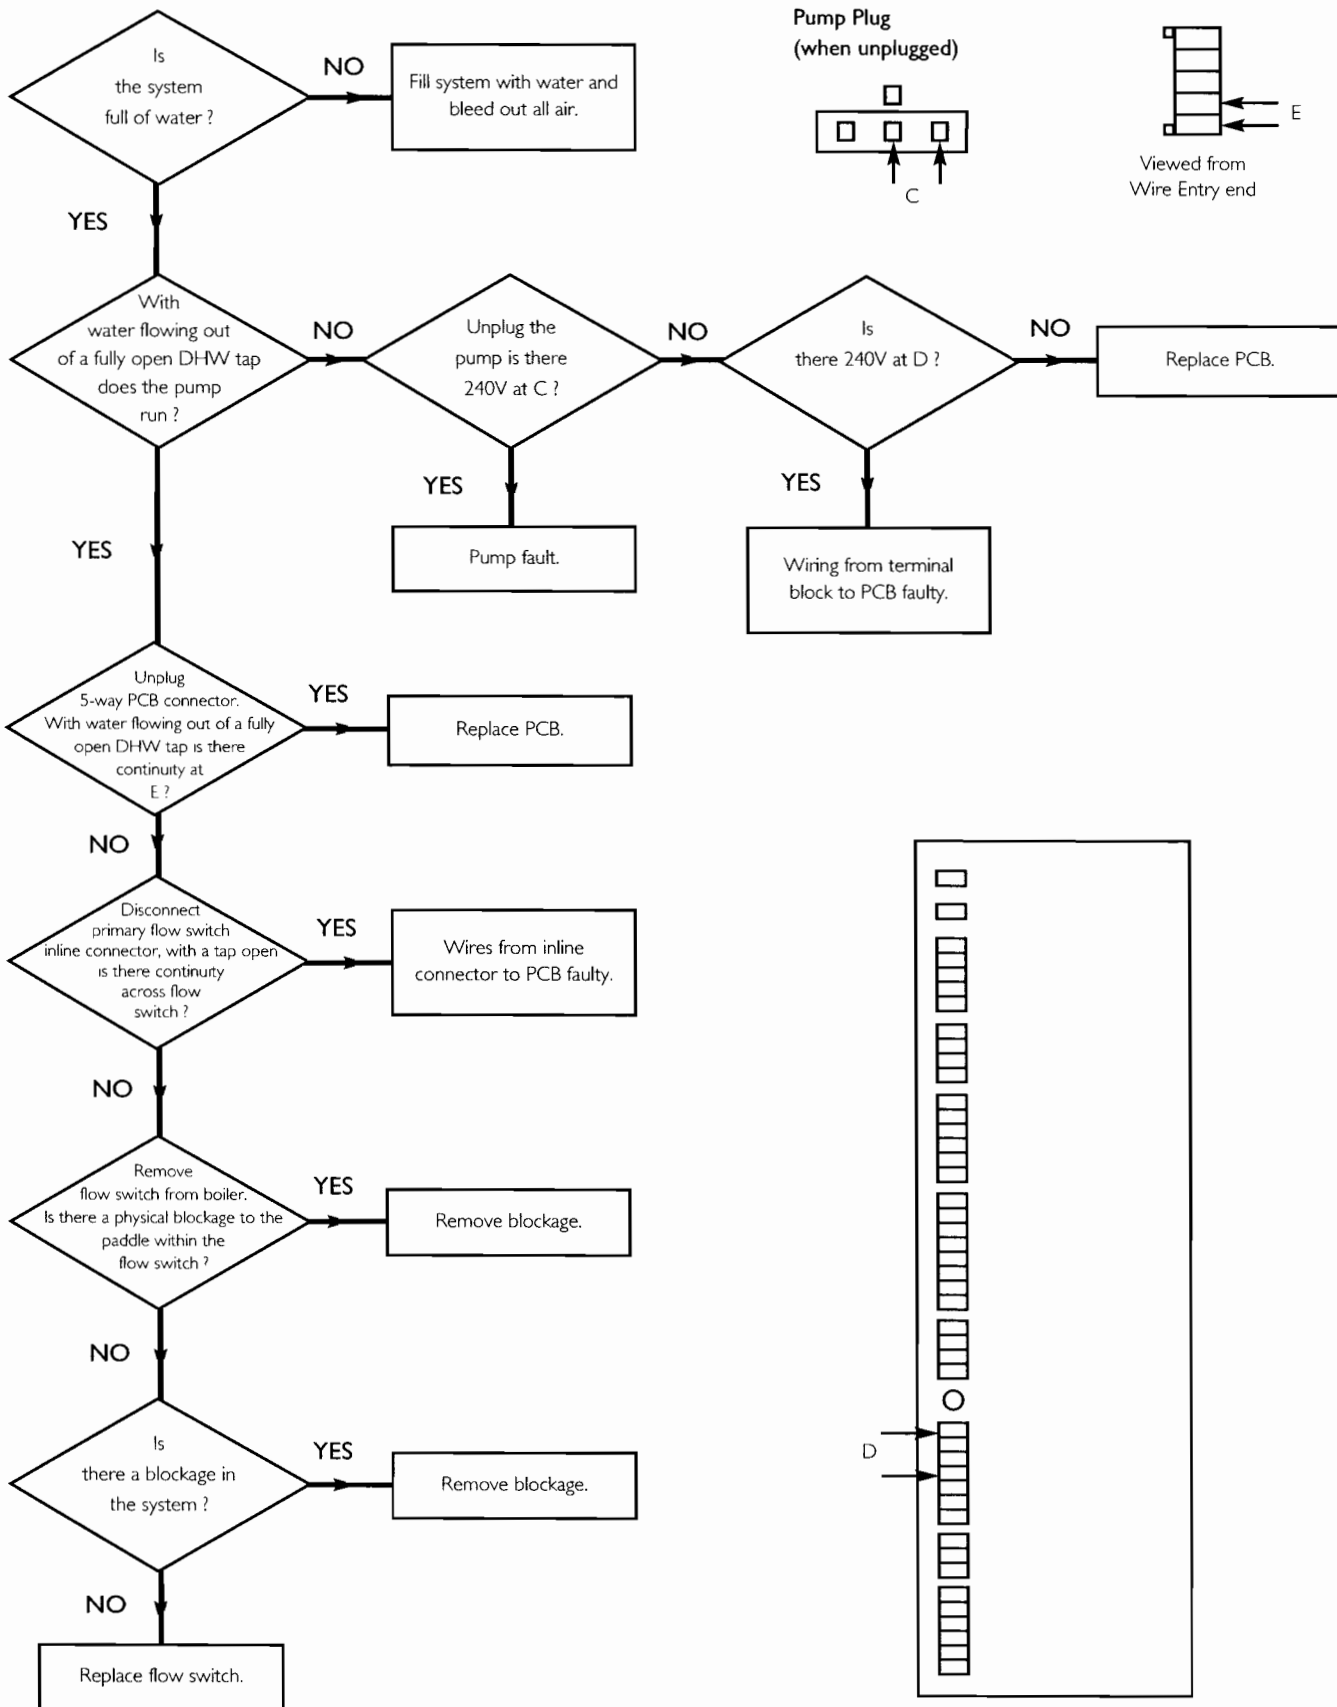 Is
the system
full of water ?
NO
Fill system with water and
bleed out all air.
Pump Plug
(when unplugged)
C
E
Viewed from
Wire Entry end
YES
With
water flowing out
of a fully open DHW tap
does the pump
run ?
NO
Unplug the
pump is there
240V at C ?
NO
Is
there 240V at D ?
NO
Replace PCB.
YES
Pump fault.
YES
Wiring from terminal
block to PCB faulty.
YES
Unplug
5-way PCB connector.
With water flowing out of a fully
open DHW tap is there
continuity at
E ?
YES
Replace PCB.
NO
Disconnect
primary flow switch
inline connector, with a tap open
is there continuity
across flow
switch ?
YES
Wires from inline
connector to PCB faulty.
NO
Remove
flow switch from boiler.
Is there a physical blockage to the
paddle within the
flow switch ?
YES
Remove blockage.
NO
Is
there a blockage in
the system ?
YES
Remove blockage.
NO
Replace flow switch.
D